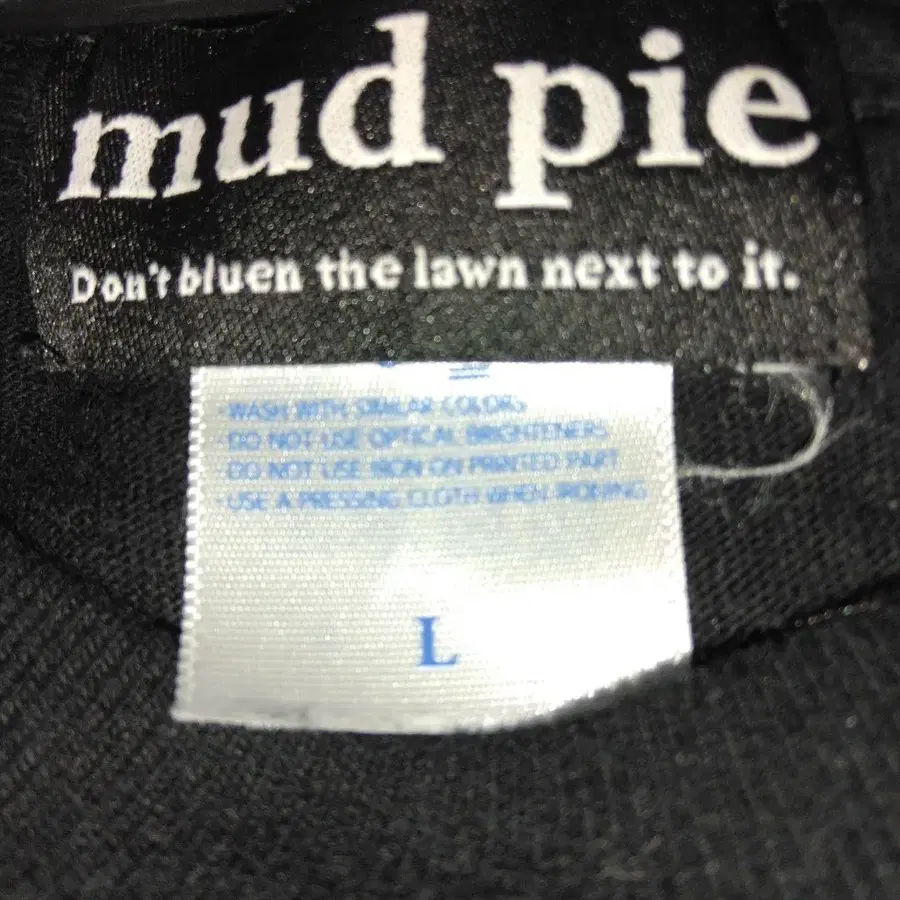 mud pie
Don't bluen the lawn next to it.
· WASH WITH SIMILAR COLORS
· DO NOT USE OPTICAL BRIGHTENERS
· DO NOT USE IRON ON PRINTED PART
· USE A PRESSING CLOTH WHEN IRONING
L